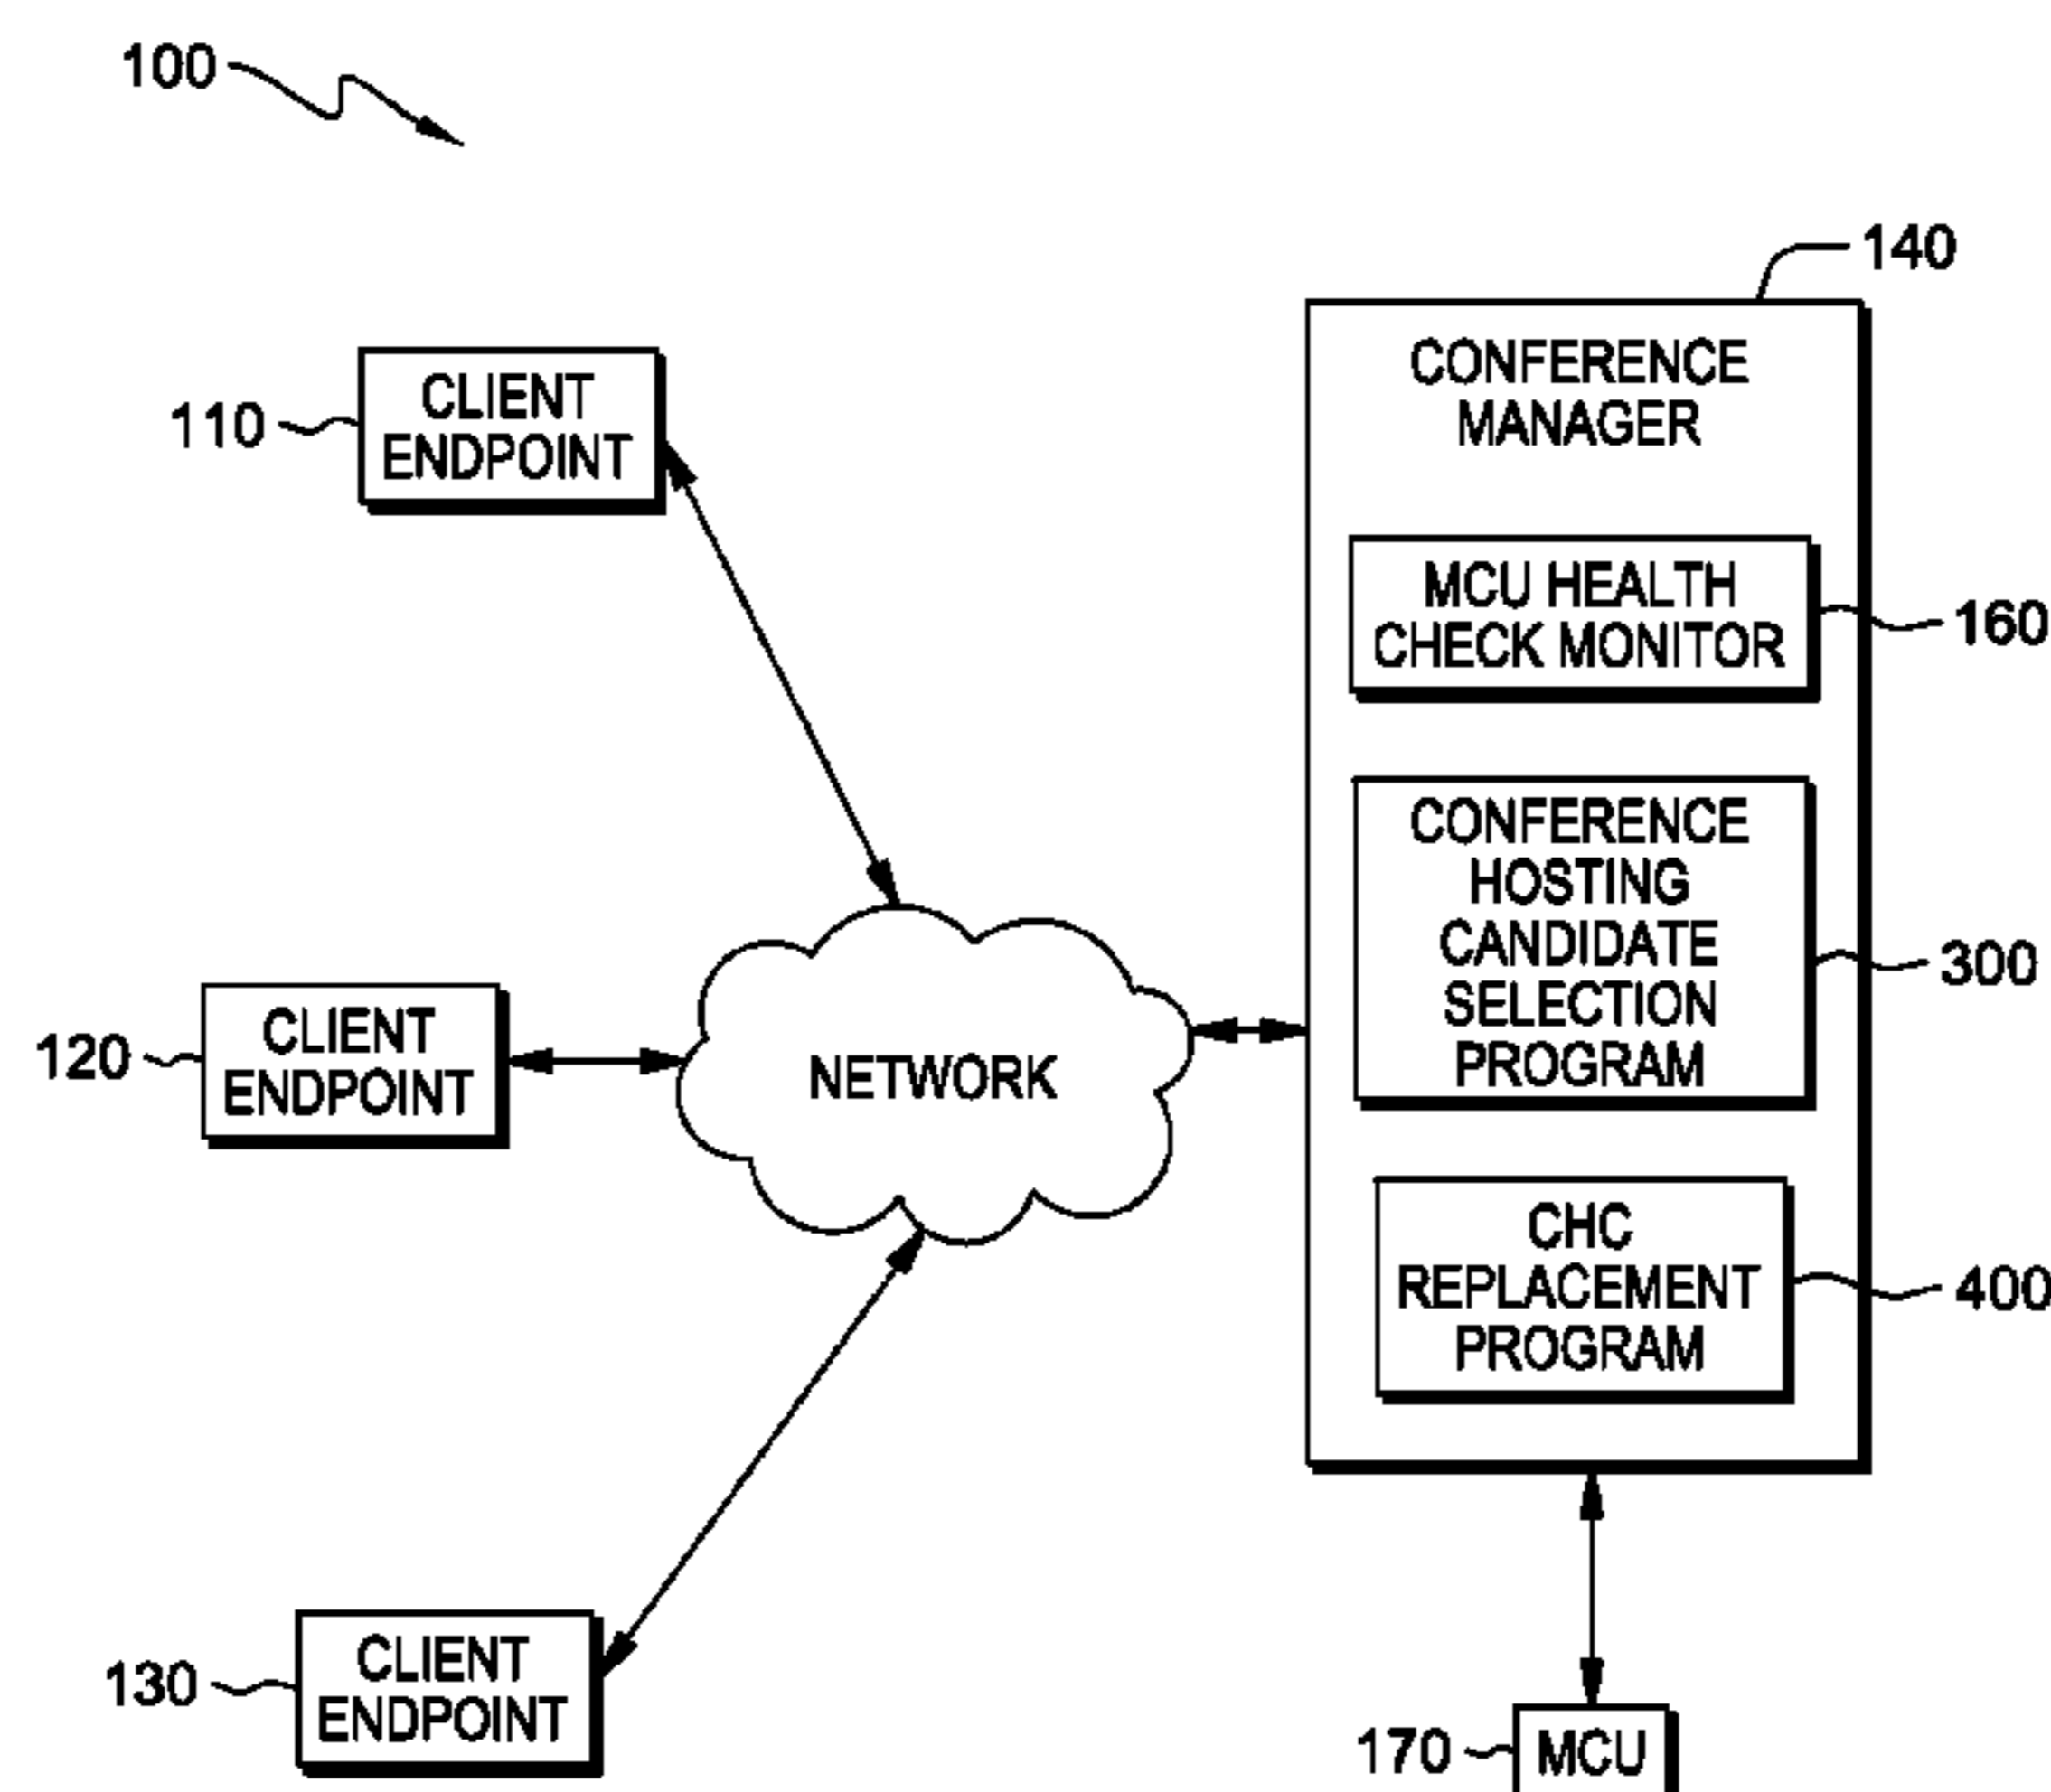 100
140
CONFERENCE
MANAGER
110
CLIENT
ENDPOINT
MCU HEALTH
CHECK MONITOR
160
CONFERENCE
HOSTING
CANDIDATE
SELECTION
PROGRAM
300
120
CLIENT
ENDPOINT
NETWORK
CHC
REPLACEMENT
PROGRAM
400
130
CLIENT
ENDPOINT
170
MCU